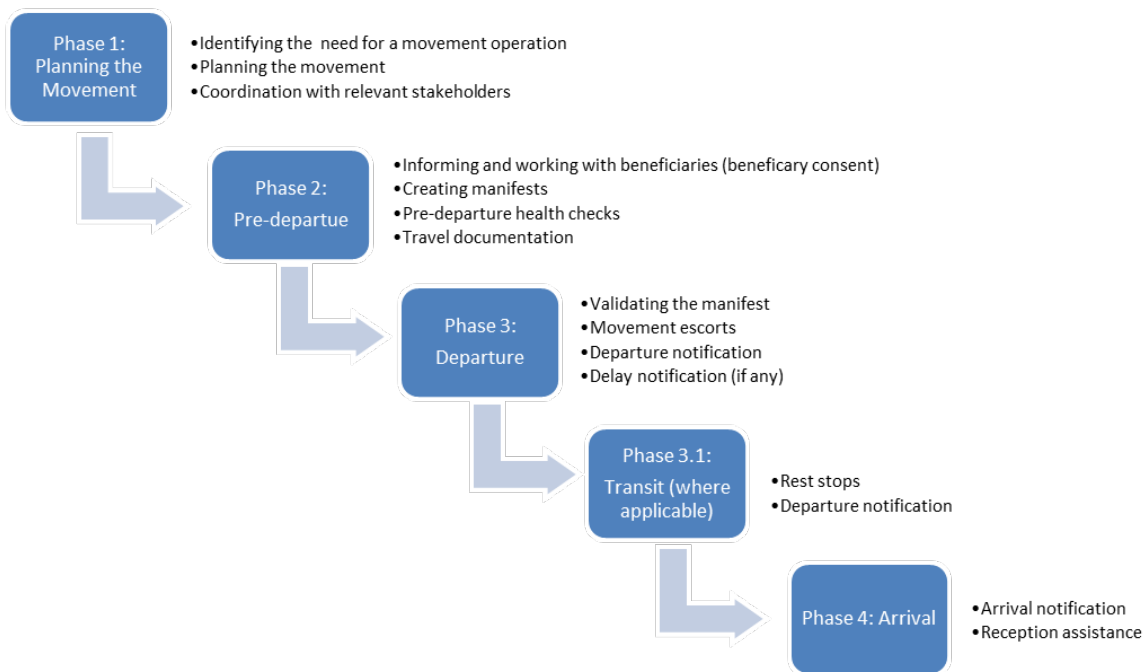 Phase 1:
Planning the
Movement
•Identifying the need for a movement operation
•Planning the movement
•Coordination with relevant stakeholders
Phase 2:
Pre-departue
•Informing and working with beneficiaries (beneficary consent)
•Creating manifests
•Pre-departure health checks
•Travel documentation
Phase 3:
Departure
•Validating the manifest
•Movement escorts
•Departure notification
•Delay notification (if any)
Phase 3.1:
Transit (where
applicable)
•Rest stops
•Departure notification
Phase 4: Arrival
•Arrival notification
•Reception assistance